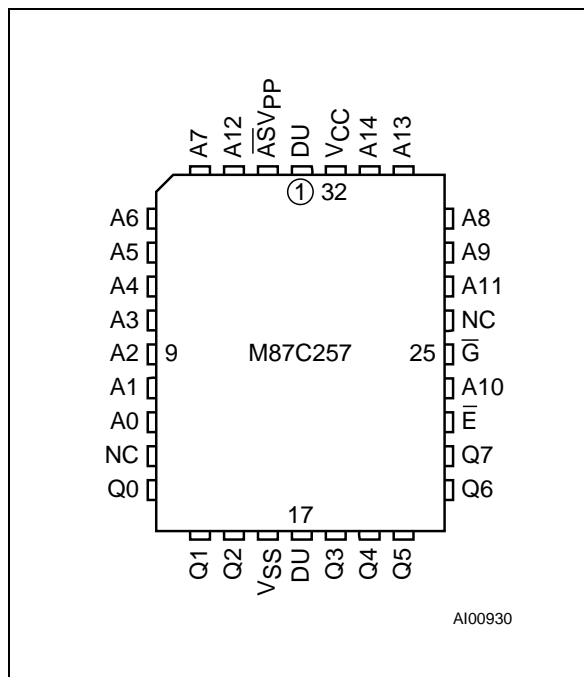 A7 A12 A̅S̅VPP DU VCC A14 A13
1 32
A6 A8
A5 A9
A4 A11
A3 NC
A2 9 M87C257 25 G̅
A1 A10
A0 E̅
NC Q7
Q0 Q6
17
Q1 Q2 VSS DU Q3 Q4 Q5
AI00930